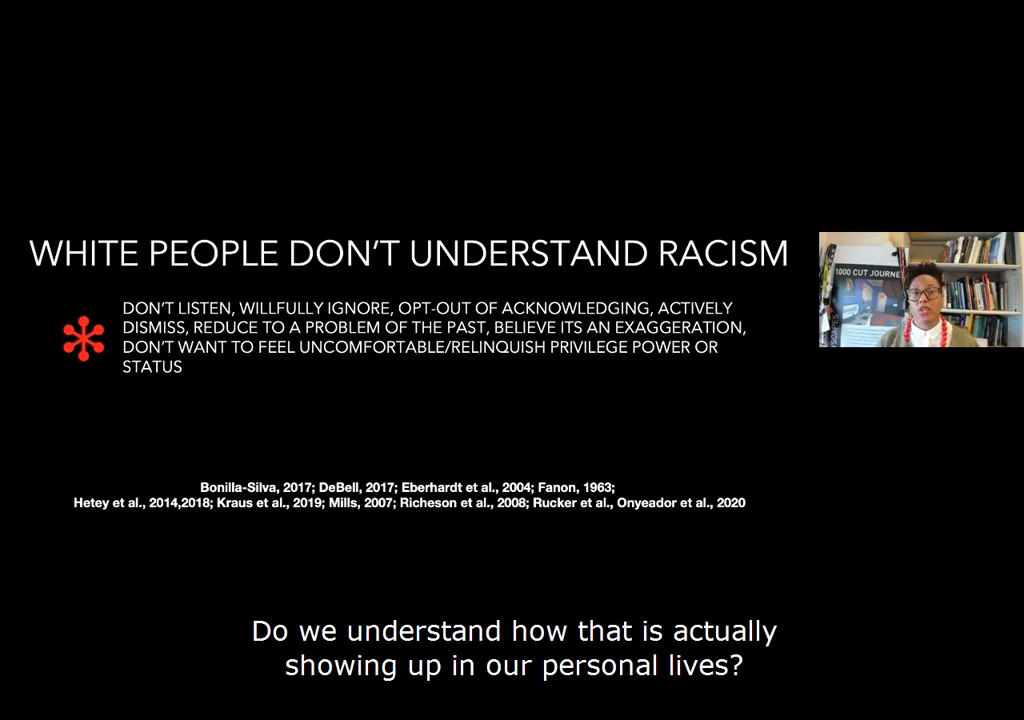 WHITE PEOPLE DON'T UNDERSTAND RACISM
DON'T LISTEN, WILLFULLY IGNORE, OPT-OUT OF ACKNOWLEDGING, ACTIVELY
DISMISS, REDUCE TO A PROBLEM OF THE PAST, BELIEVE ITS AN EXAGGERATION,
DON'T WANT TO FEEL UNCOMFORTABLE/RELINQUISH PRIVILEGE POWER OR
STATUS
1000 CUT JOURNE
Bonilla-Silva, 2017; DeBell, 2017; Eberhardt et al., 2004; Fanon, 1963;
Hetey et al., 2014,2018; Kraus et al., 2019; Mills, 2007; Richeson et al., 2008; Rucker et al., Onyeador et al., 2020
Do we understand how that is actually
showing up in our personal lives?